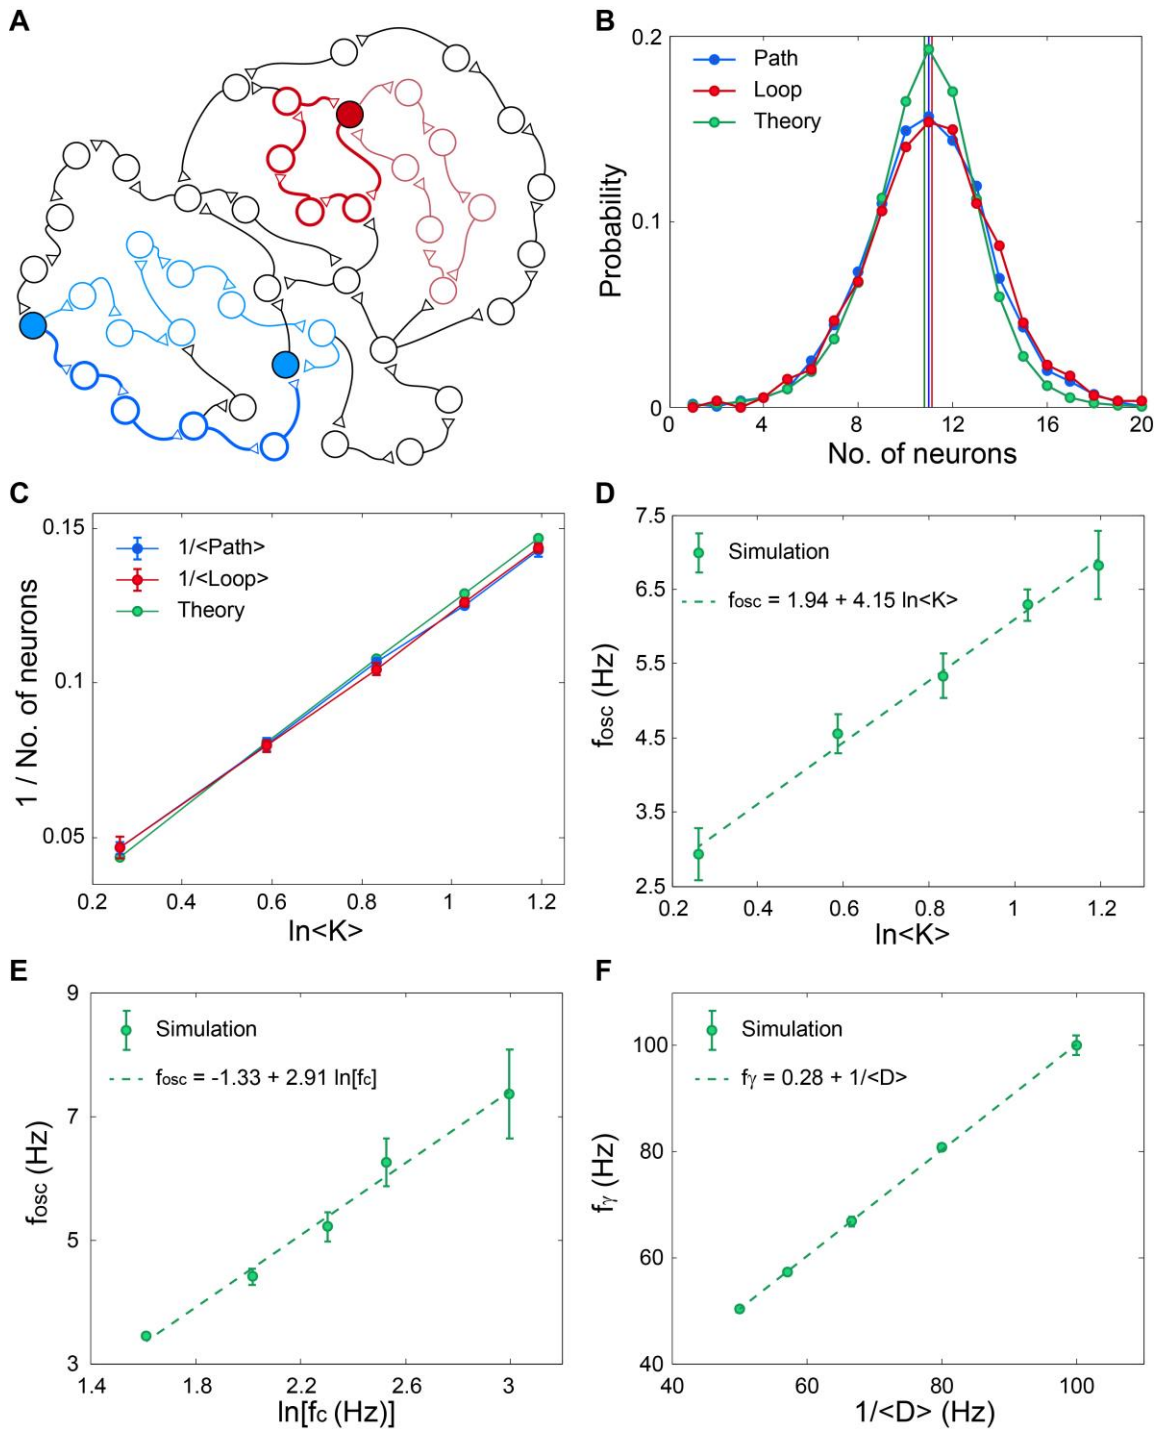 A
B
0.2
0.1
0
Probability
Path
Loop
Theory
0
4
8
12
16
20
No. of neurons
C
0.15
0.1
0.05
1 / No. of neurons
1/<Path>
1/<Loop>
Theory
0.2
0.4
0.6
0.8
1
1.2
ln<K>
D
7.5
6.5
5.5
4.5
3.5
2.5
fosc (Hz)
Simulation
fosc = 1.94 + 4.15 ln<K>
0.2
0.4
0.6
0.8
1
1.2
ln<K>
E
9
7
5
3
fosc (Hz)
Simulation
fosc = -1.33 + 2.91 ln[fc]
1.4
1.8
2.2
2.6
3
ln[fc (Hz)]
F
100
80
60
40
fγ (Hz)
Simulation
fγ = 0.28 + 1/<D>
40
60
80
100
1/<D> (Hz)